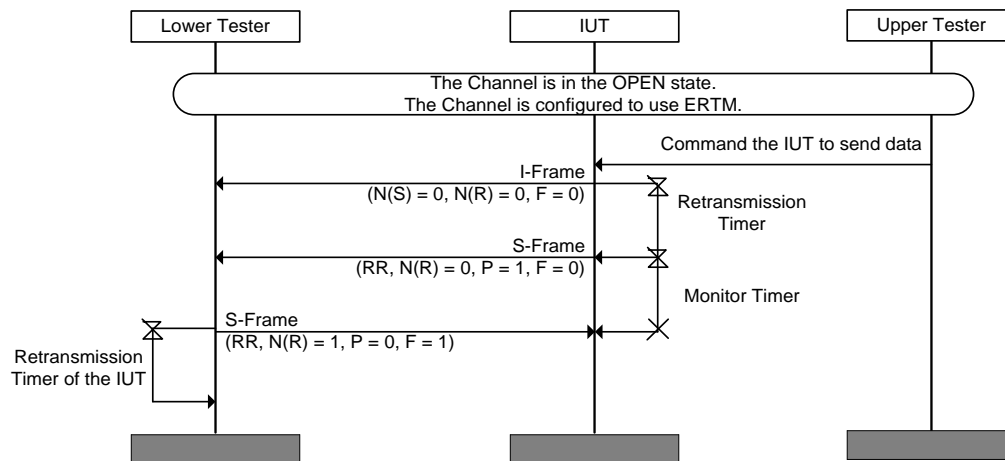 Lower Tester
IUT
Upper Tester
The Channel is in the OPEN state.
The Channel is configured to use ERTM.
Command the IUT to send data
I-Frame
(N(S) = 0, N(R) = 0, F = 0)
Retransmission
Timer
S-Frame
(RR, N(R) = 0, P = 1, F = 0)
Monitor Timer
S-Frame
(RR, N(R) = 1, P = 0, F = 1)
Retransmission
Timer of the IUT